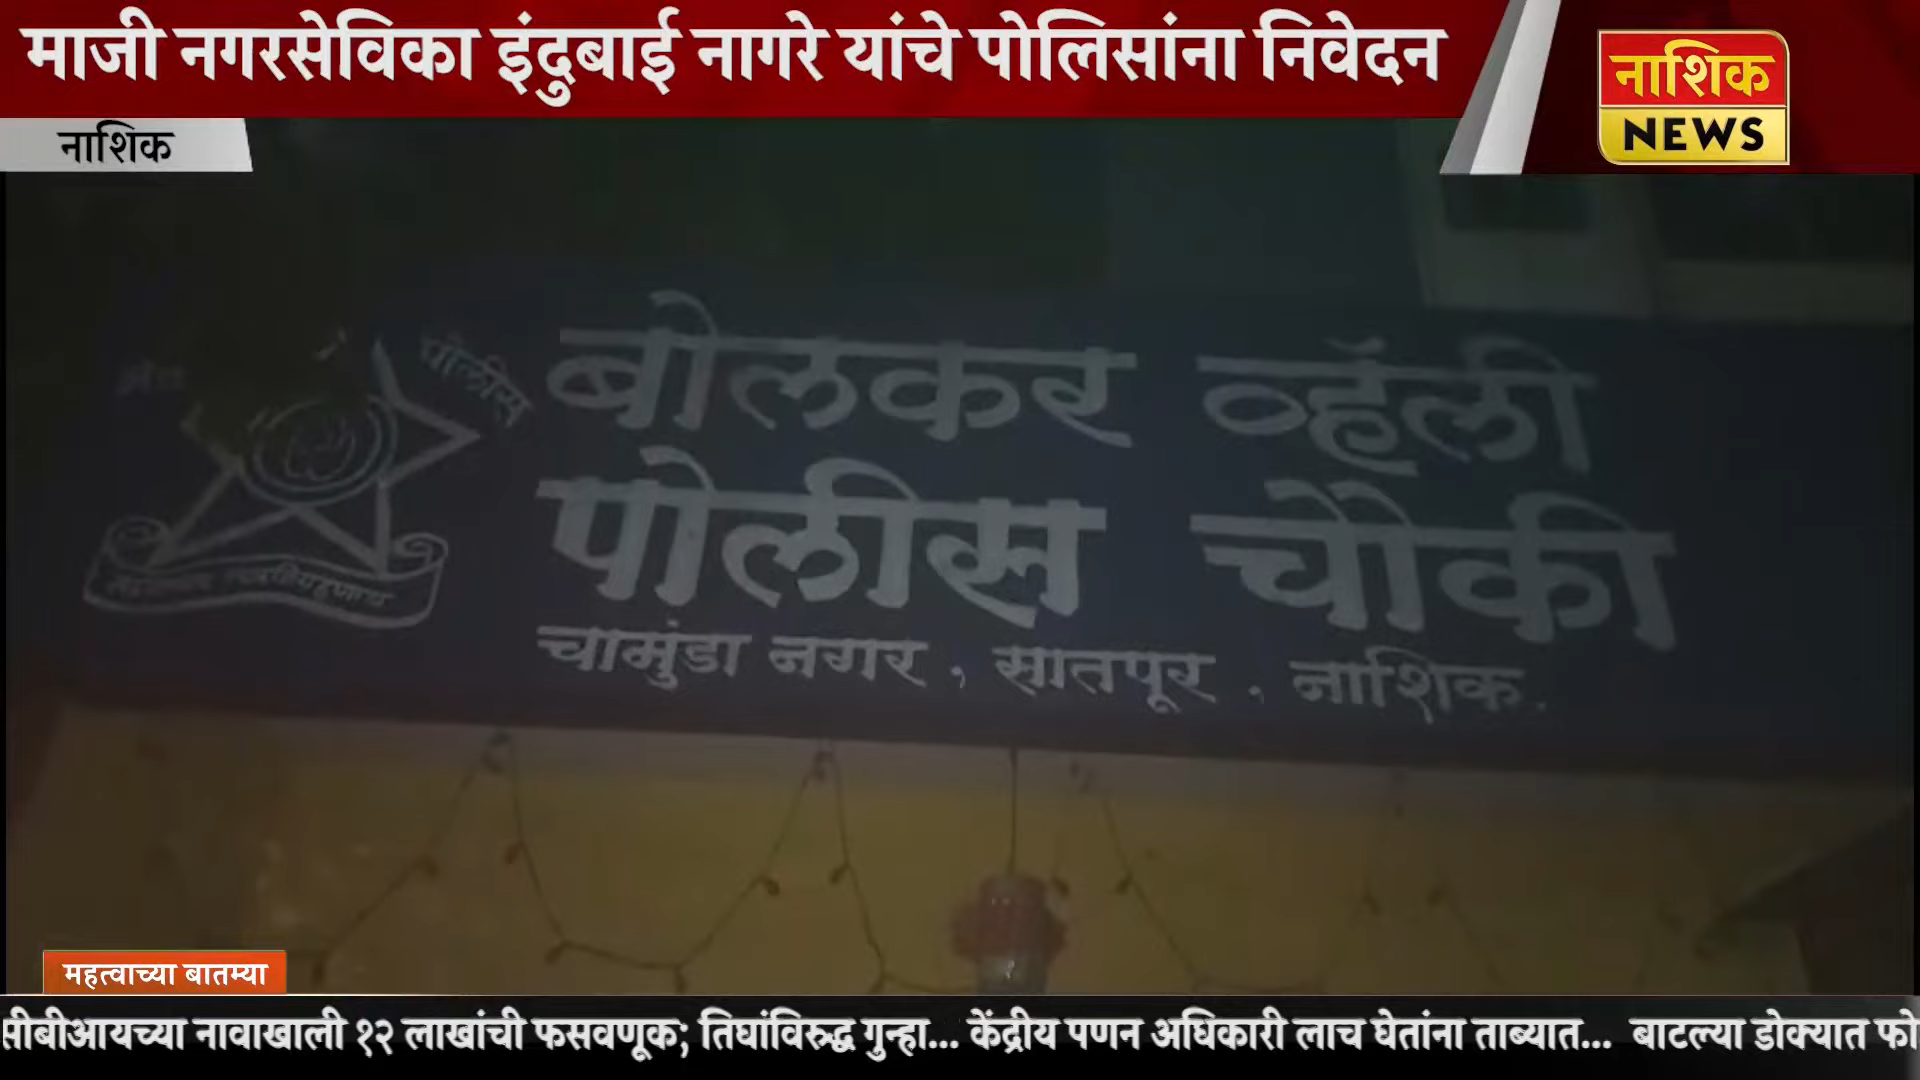 माजी नगरसेविका इंदुबाई नागरे यांचे पोलिसांना निवेदन
नाशिक
NEWS
नाशिक
पोलीस
बोलकर व्हॅली
पोलीस चौकी
चामुंडा नगर, सातपूर, नाशिक.
महत्वाच्या बातम्या
सीबीआयच्या नावाखाली १२ लाखांची फसवणूक; तिघांविरुद्ध गुन्हा... केंद्रीय पणन अधिकारी लाच घेतांना ताब्यात... बाटल्या डोक्यात फो